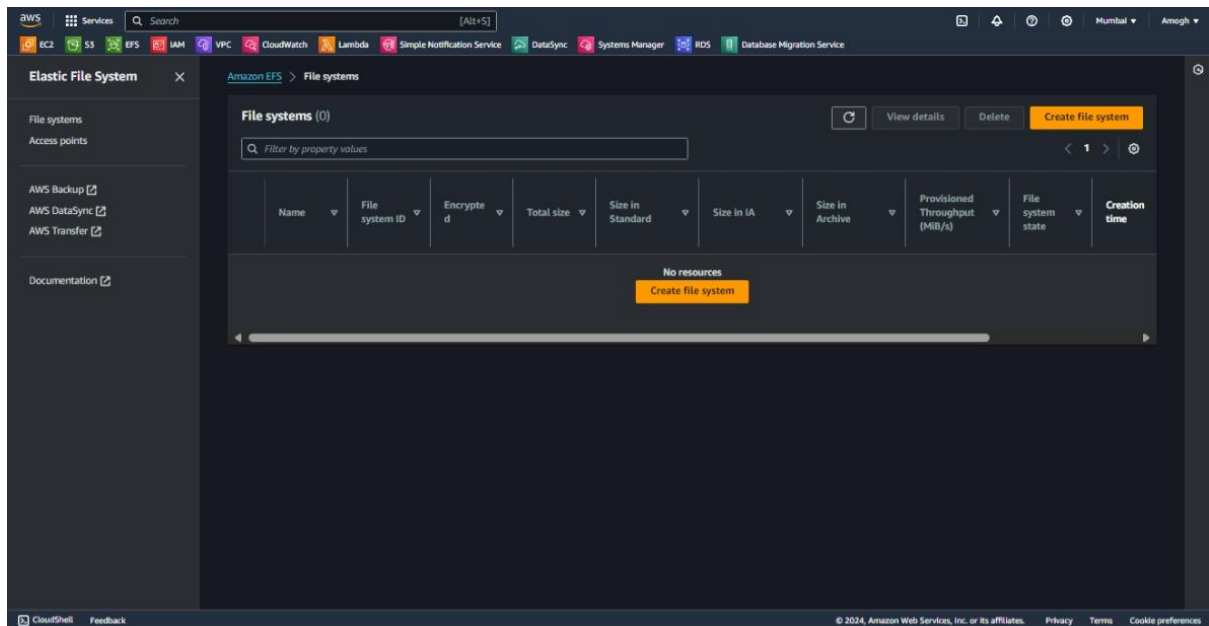 aws Services Search [Alt+S] Mumbai Amogh
EC2 S3 EFS IAM VPC CloudWatch Lambda Simple Notification Service DataSync Systems Manager RDS Database Migration Service
Elastic File System
File systems
Access points
AWS Backup
AWS DataSync
AWS Transfer
Documentation
Amazon EFS > File systems
File systems (0) View details Delete Create file system
Filter by property values
1
Name
File
system ID
Encrypte
d
Total size
Size in
Standard
Size in IA
Size in
Archive
Provisioned
Throughput
(MiB/s)
File
system
state
Creation
time
No resources
Create file system
CloudShell Feedback © 2024, Amazon Web Services, Inc. or its affiliates. Privacy Terms Cookie preferences